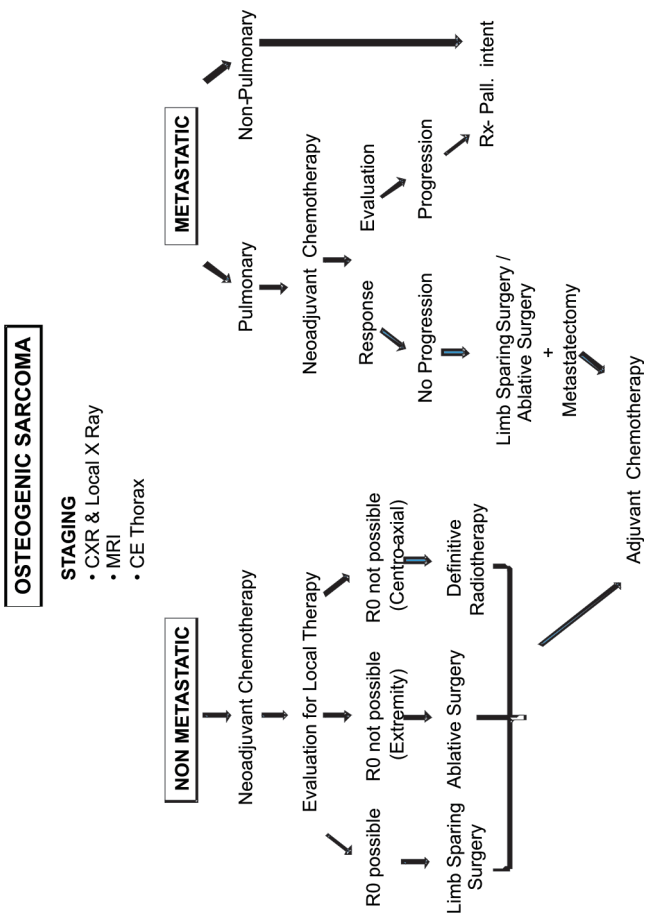 OSTEOGENIC SARCOMA
STAGING
• CXR & Local X Ray
• MRI
• CE Thorax
NON METASTATIC
Neoadjuvant Chemotherapy
Evaluation for Local Therapy
R0 possible
Limb Sparing
Surgery
R0 not possible
(Extremity)
Ablative Surgery
R0 not possible
(Centro-axial)
Definitive
Radiotherapy
METASTATIC
Pulmonary
Neoadjuvant Chemotherapy
Response
No Progression
Limb Sparing Surgery /
Ablative Surgery
+
Metastatectomy
Evaluation
Progression
Rx- Pall. intent
Non-Pulmonary
Adjuvant Chemotherapy